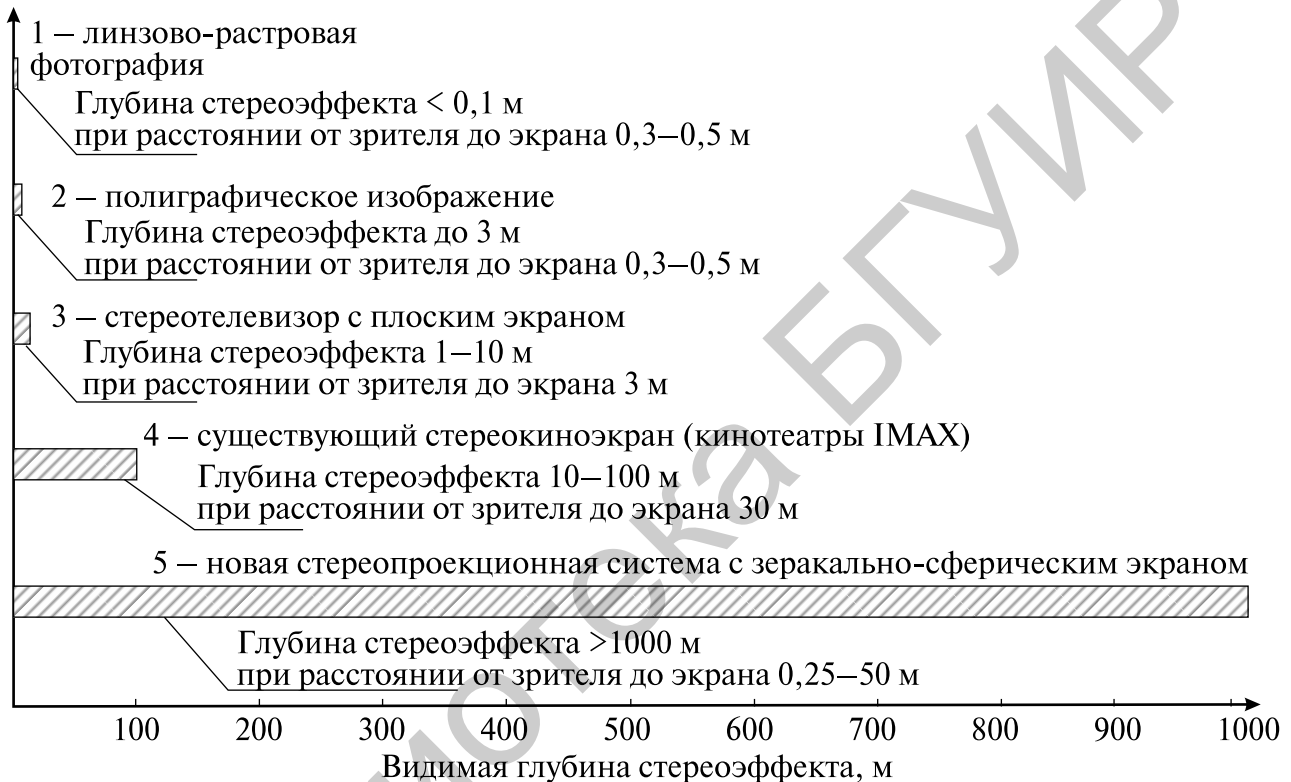 1 – линзово-растровая
фотография
Глубина стереоэффекта < 0,1 м
при расстоянии от зрителя до экрана 0,3–0,5 м
2 – полиграфическое изображение
Глубина стереоэффекта до 3 м
при расстоянии от зрителя до экрана 0,3–0,5 м
3 – стереотелевизор с плоским экраном
Глубина стереоэффекта 1–10 м
при расстоянии от зрителя до экрана 3 м
4 – существующий стереокиноэкран (кинотеатры IMAX)
Глубина стереоэффекта 10–100 м
при расстоянии от зрителя до экрана 30 м
5 – новая стереопроекционная система с зеракально-сферическим экраном
Глубина стереоэффекта >1000 м
при расстоянии от зрителя до экрана 0,25–50 м
100 200 300 400 500 600 700 800 900 1000
Видимая глубина стереоэффекта, м
БГУИР